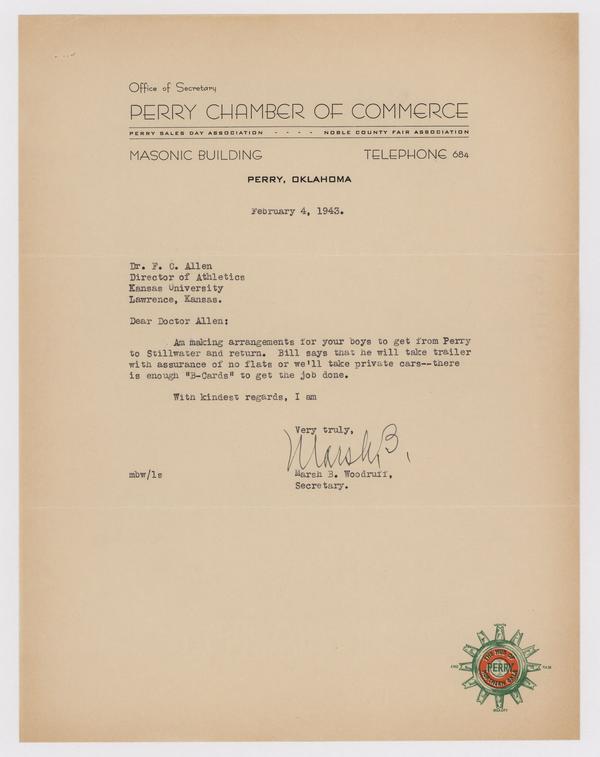 Office of Secretary
PERRY CHAMBER OF COMMERCE
PERRY SALES DAY ASSOCIATION - - - - NOBLE COUNTY FAIR ASSOCIATION
MASONIC BUILDING TELEPHONE 684
PERRY, OKLAHOMA
February 4, 1943.
Dr. F. C. Allen
Director of Athletics
Kansas University
Lawrence, Kansas.
Dear Doctor Allen:
Am making arrangements for your boys to get from Perry
to Stillwater and return. Bill says that he will take trailer
with assurance of no flats or we'll take private cars--there
is enough "B-Cards" to get the job done.
With kindest regards, I am
Very truly,
Marsh B.
mbw/ls Marsh B. Woodruff,
Secretary.
THE HUB OF
PERRY